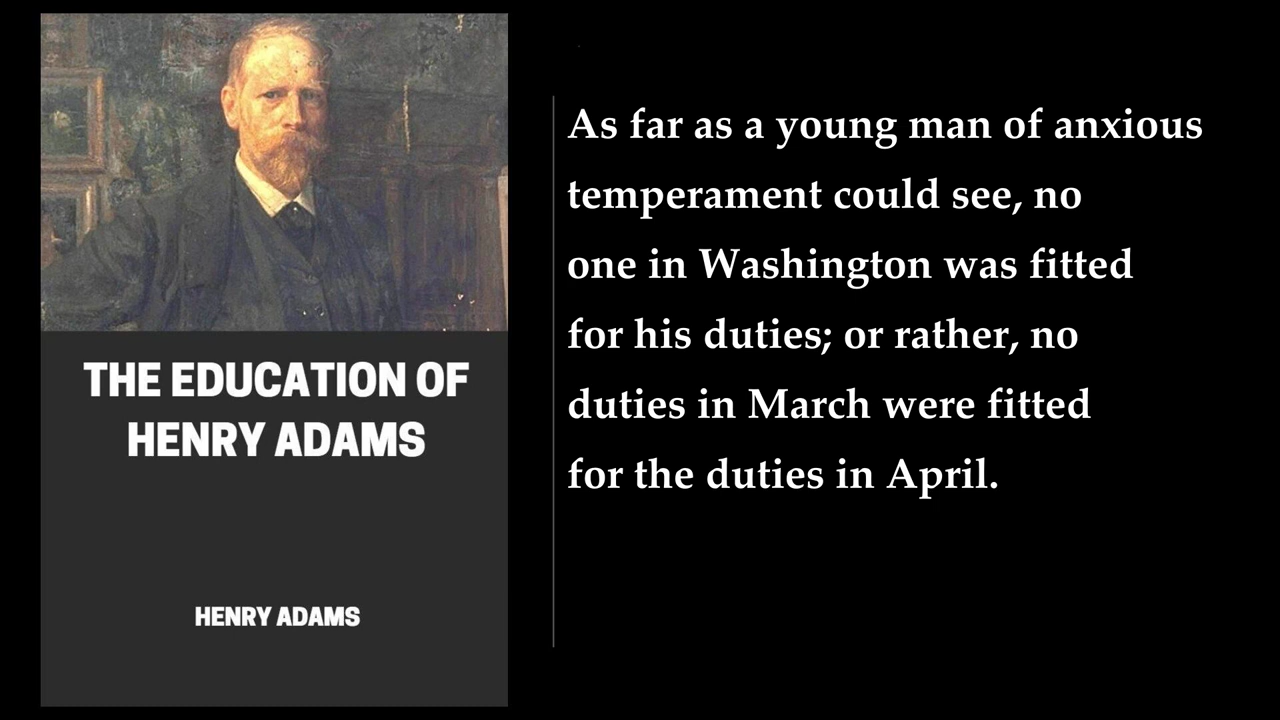 THE EDUCATION OF
HENRY ADAMS
HENRY ADAMS
As far as a young man of anxious
temperament could see, no
one in Washington was fitted
for his duties; or rather, no
duties in March were fitted
for the duties in April.